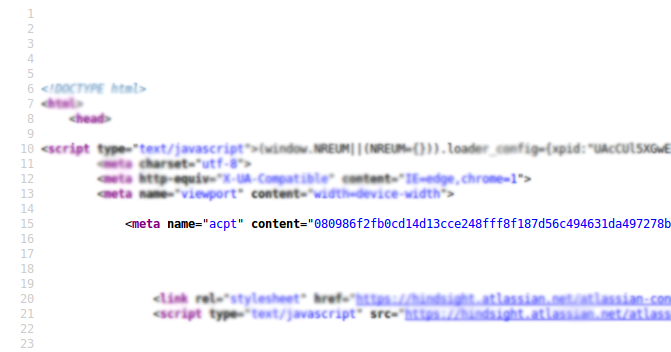 1
2
3
4
5
6 <!DOCTYPE html>
7 <html>
8 <head>
9
10 <script type="text/javascript">(window.NREUM||(NREUM={})).loader_config={xpid:"UAcCUl5XGwE
11 <meta charset="utf-8">
12 <meta http-equiv="X-UA-Compatible" content="IE=edge,chrome=1">
13 <meta name="viewport" content="width=device-width">
14
15 <meta name="acpt" content="080986f2fb0cd14d13cce248fff8f187d56c494631da497278b
16
17
18
19
20 <link rel="stylesheet" href="https://hindsight.atlassian.net/atlassian-con
21 <script type="text/javascript" src="https://hindsight.atlassian.net/atlass
22
23